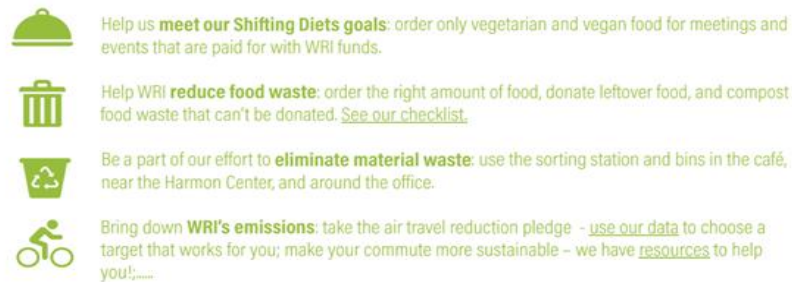 Help us meet our Shifting Diets goals: order only vegetarian and vegan food for meetings and
events that are paid for with WRI funds.
Help WRI reduce food waste: order the right amount of food, donate leftover food, and compost
food waste that can't be donated. See our checklist.
Be a part of our effort to eliminate material waste: use the sorting station and bins in the café,
near the Harmon Center, and around the office.
Bring down WRI's emissions: take the air travel reduction pledge - use our data to choose a
target that works for you; make your commute more sustainable – we have resources to help
you!;.....